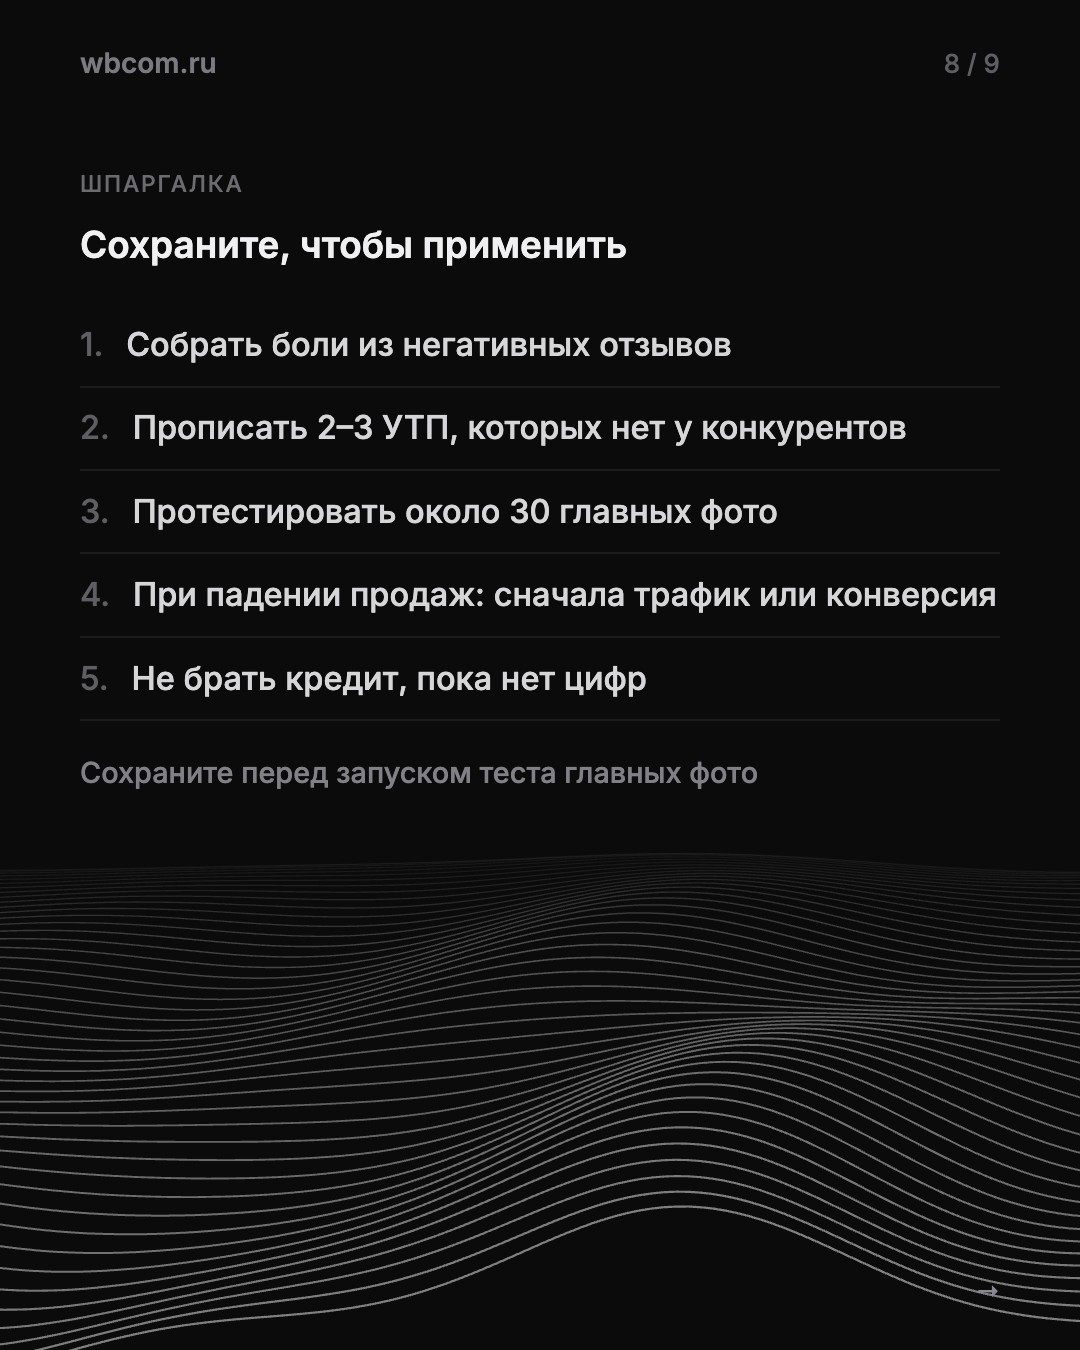 wbcom.ru
8 / 9
ШПАРГАЛКА
Сохраните, чтобы применить
1. Собрать боли из негативных отзывов
2. Прописать 2–3 УТП, которых нет у конкурентов
3. Протестировать около 30 главных фото
4. При падении продаж: сначала трафик или конверсия
5. Не брать кредит, пока нет цифр
Сохраните перед запуском теста главных фото
→